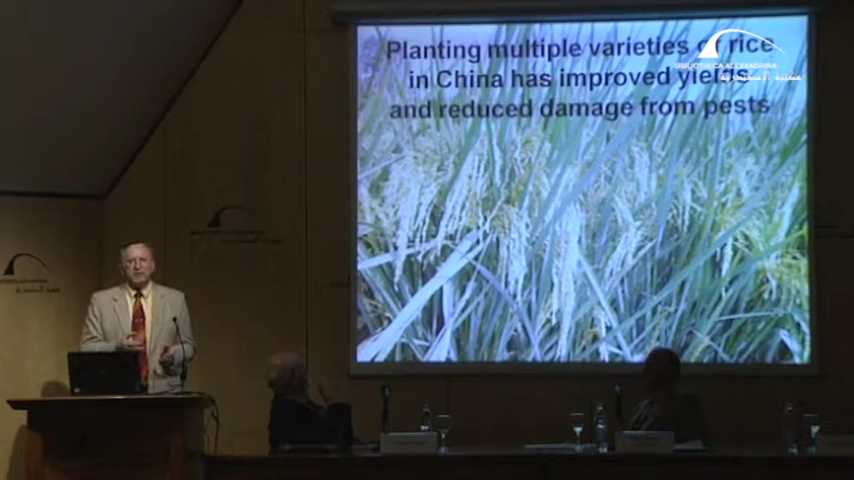 Planting multiple varieties of rice
in China has improved yields
and reduced damage from pests
BIBLIOTHECA ALEXANDRINA
مكتبة الإسكندرية